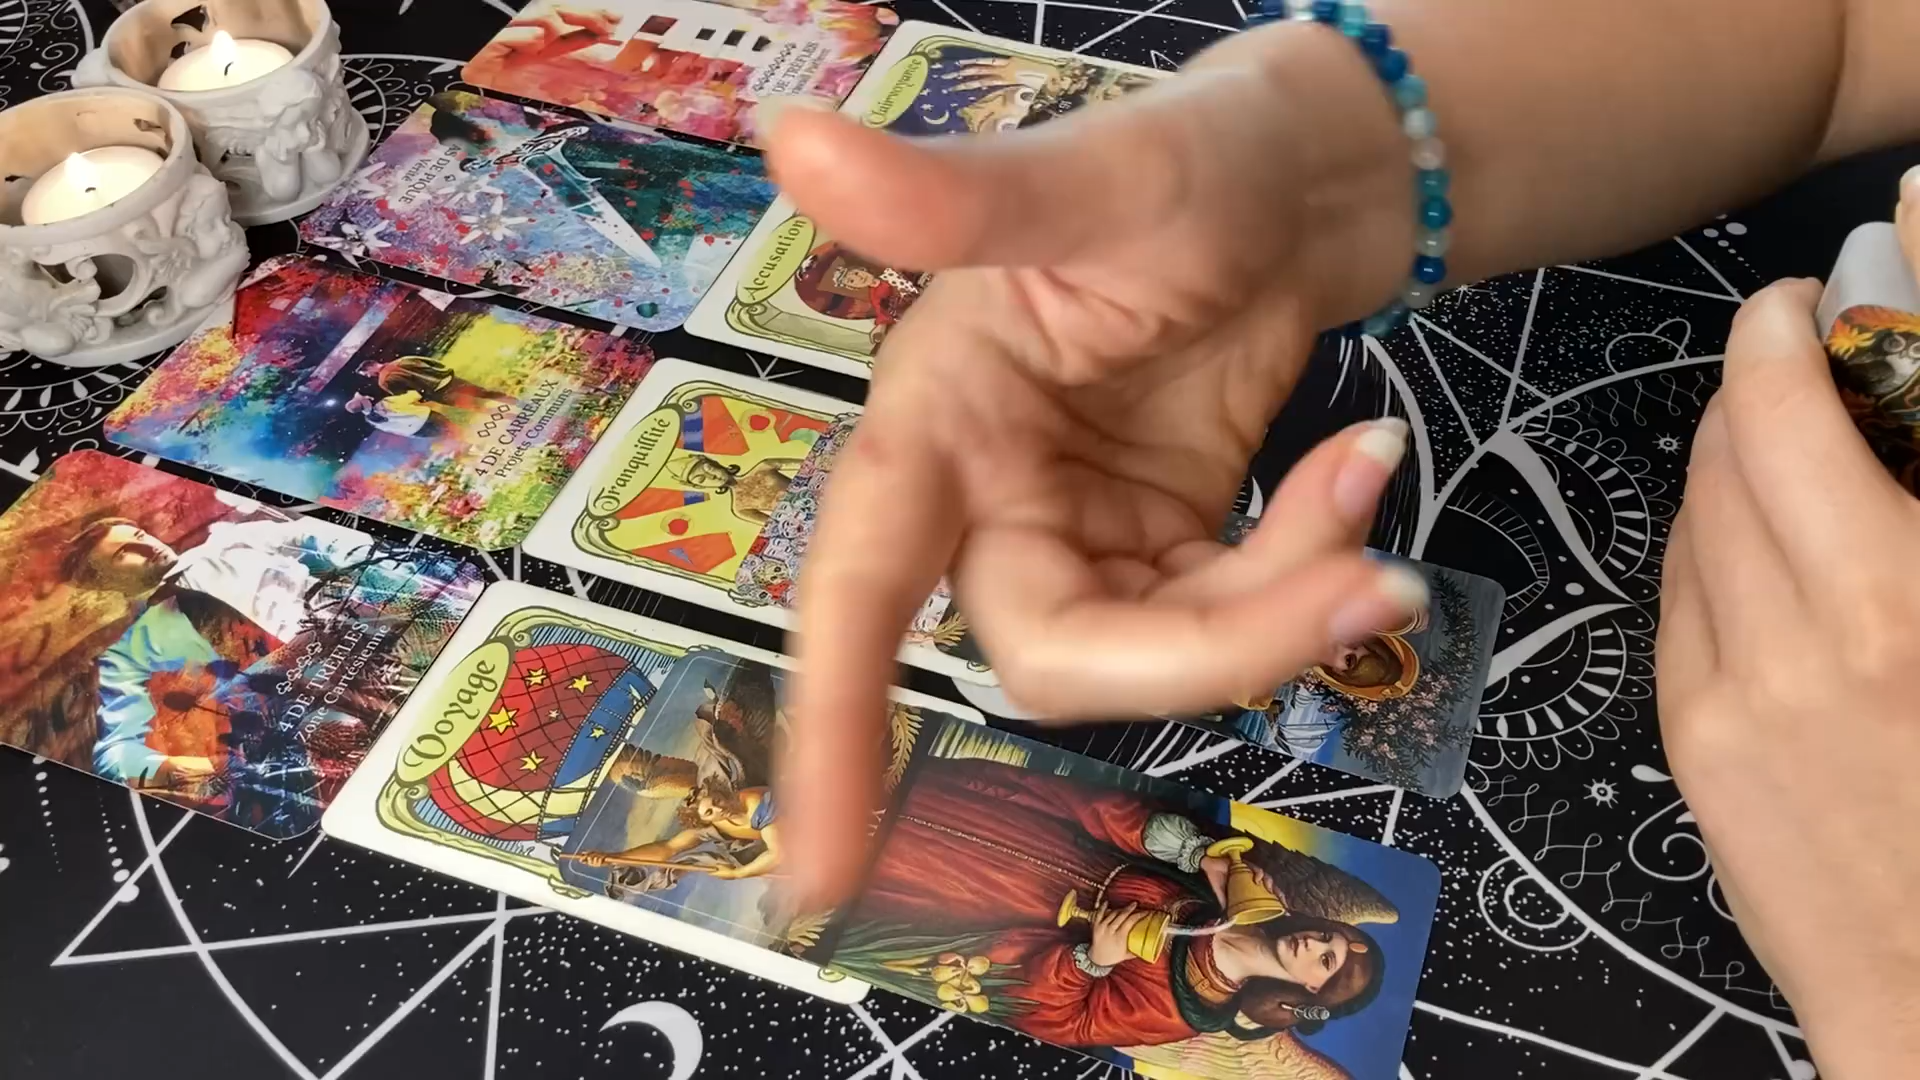 DE TRÈFLES
Clairvoyance
AS DE PIQUE
Vérité
Accusation
4 DE CARREAUX
Projets Communs
Tranquillité
4 DE TRÈFLES
Zone Cartésienne
Voyage